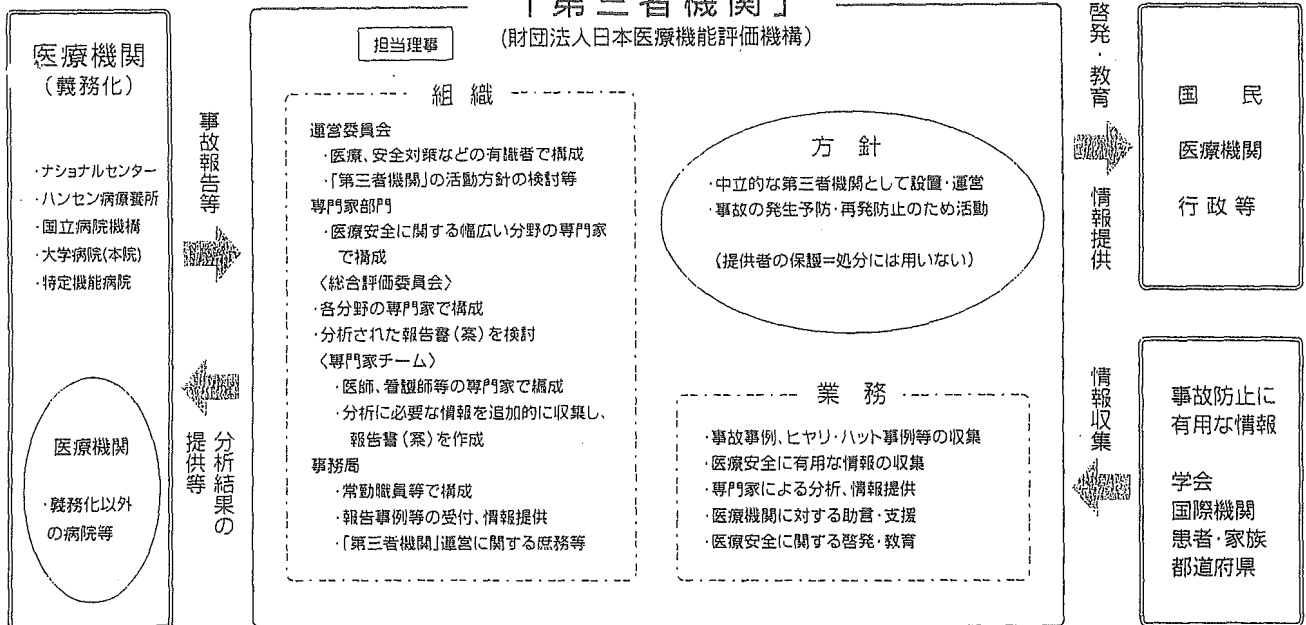 「第三者機関」
(財団法人日本医療機能評価機構)
担当理事
医療機関
(義務化)
・ナショナルセンター
・ハンセン病療養所
・国立病院機構
・大学病院(本院)
・特定機能病院
医療機関
・義務化以外
の病院等
事故報告等
分析結果の
提供等
組織
運営委員会
・医療、安全対策などの有識者で構成
・「第三者機関」の活動方針の検討等
専門家部門
・医療安全に関する幅広い分野の専門家
で構成
〈総合評価委員会〉
・各分野の専門家で構成
・分析された報告書(案)を検討
〈専門家チーム〉
・医師、看護師等の専門家で編成
・分析に必要な情報を追加的に収集し、
報告書(案)を作成
事務局
・常勤職員等で構成
・報告事例等の受付、情報提供
・「第三者機関」運営に関する庶務等
方針
・中立的な第三者機関として設置・運営
・事故の発生予防・再発防止のため活動
(提供者の保護=処分には用いない)
業務
・事故事例、ヒヤリ・ハット事例等の収集
・医療安全に有用な情報の収集
・専門家による分析、情報提供
・医療機関に対する助言・支援
・医療安全に関する啓発・教育
啓発・教育
情報提供
国民
医療機関
行政等
情報収集
事故防止に
有用な情報
学会
国際機関
患者・家族
都道府県